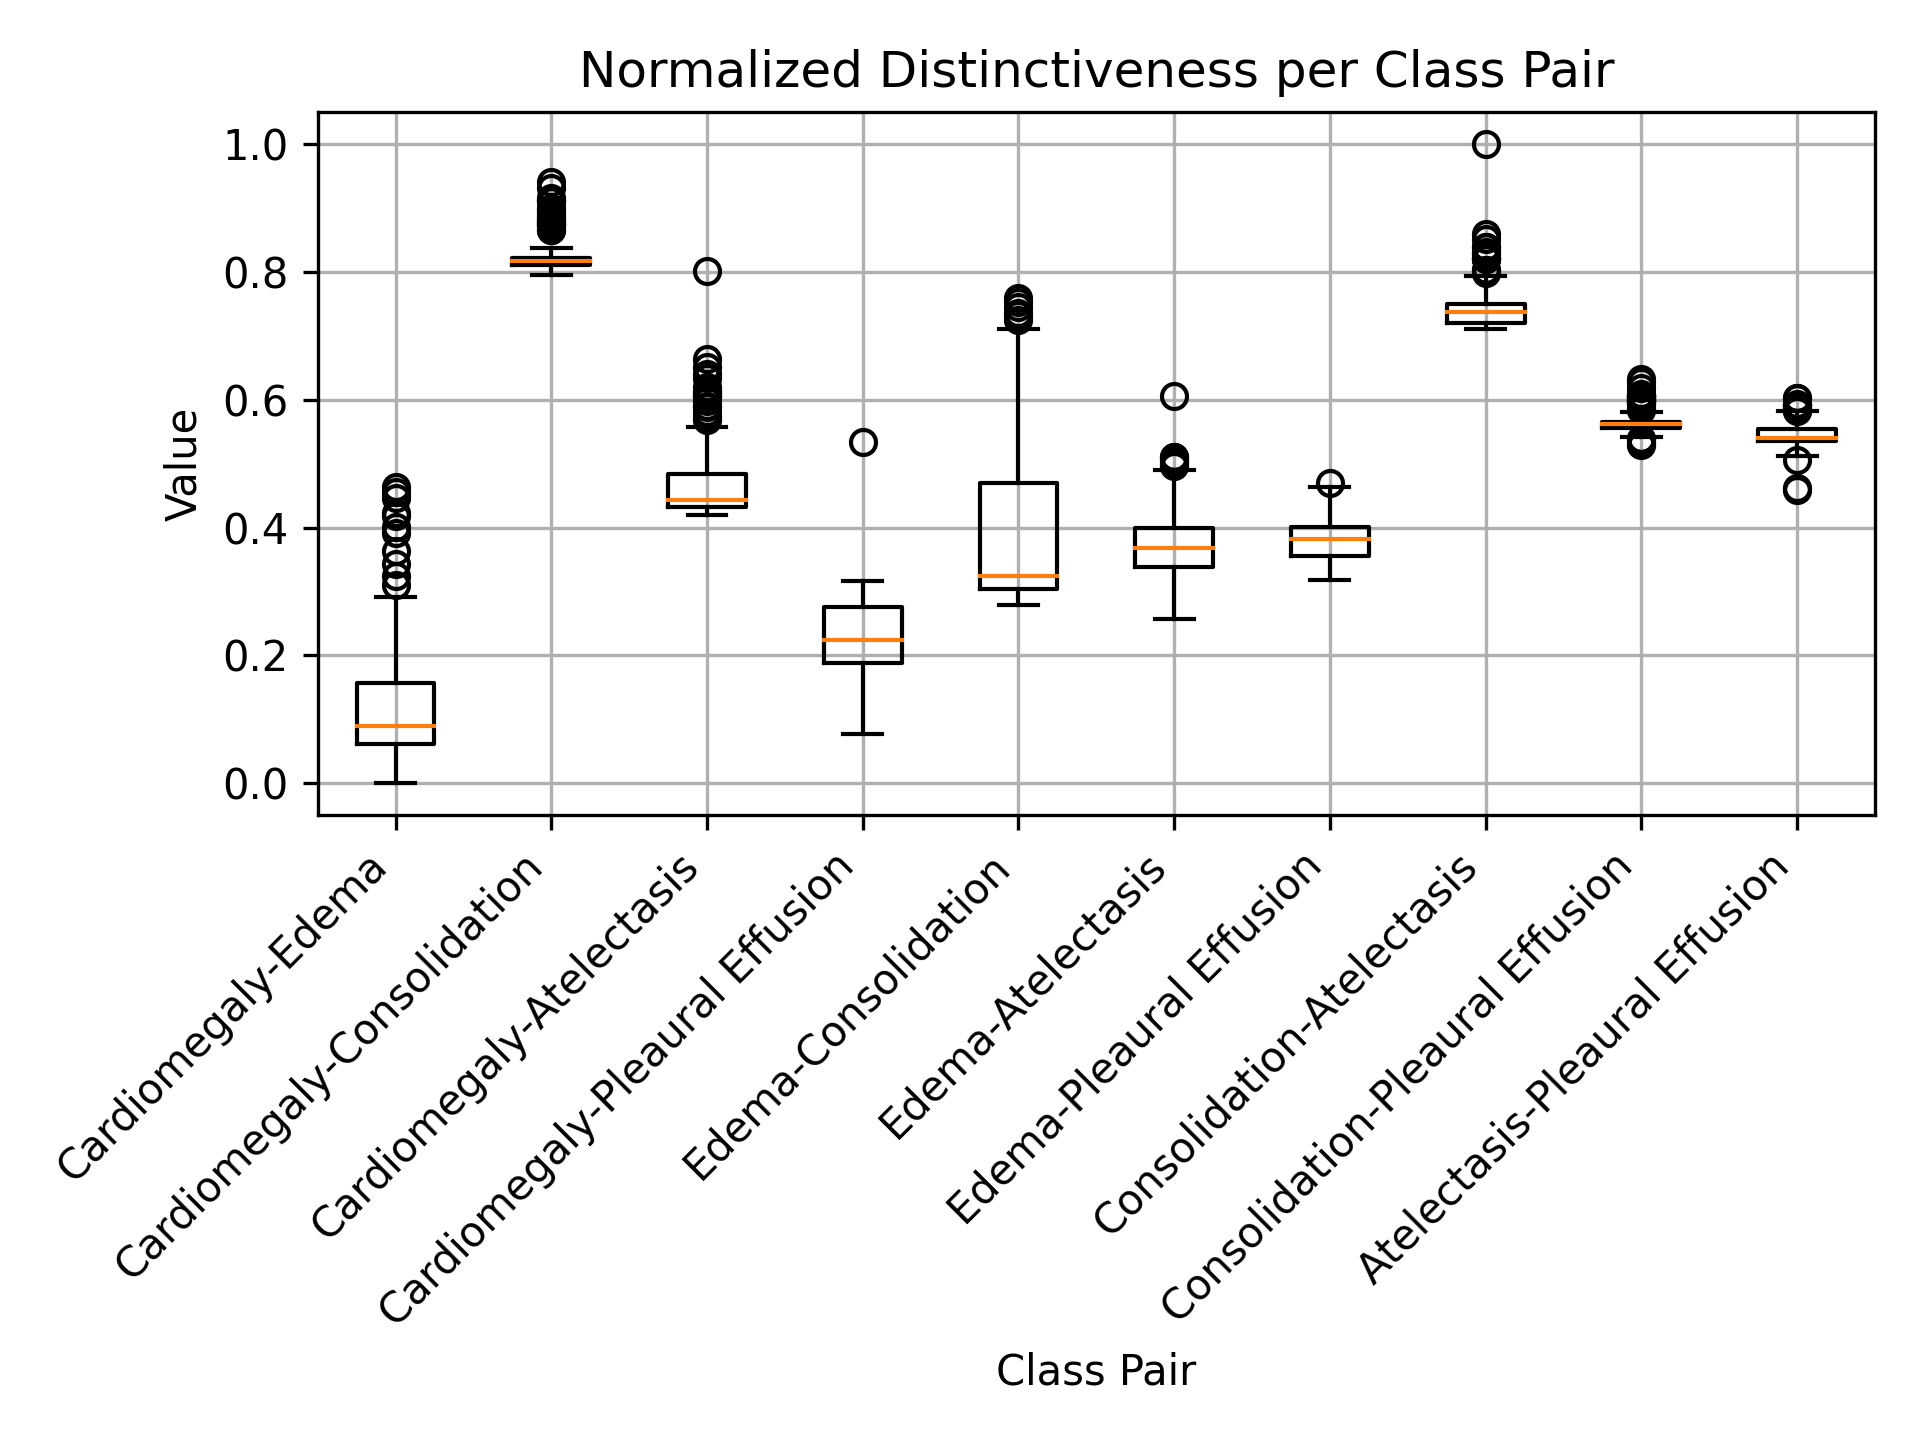 Normalized Distinctiveness per Class Pair
1.0
0.8
0.6
0.4
0.2
0.0
Value
Cardiomegaly-Edema
Cardiomegaly-Consolidation
Cardiomegaly-Atelectasis
Cardiomegaly-Pleaural Effusion
Edema-Consolidation
Edema-Atelectasis
Edema-Pleaural Effusion
Consolidation-Atelectasis
Consolidation-Pleaural Effusion
Atelectasis-Pleaural Effusion
Class Pair